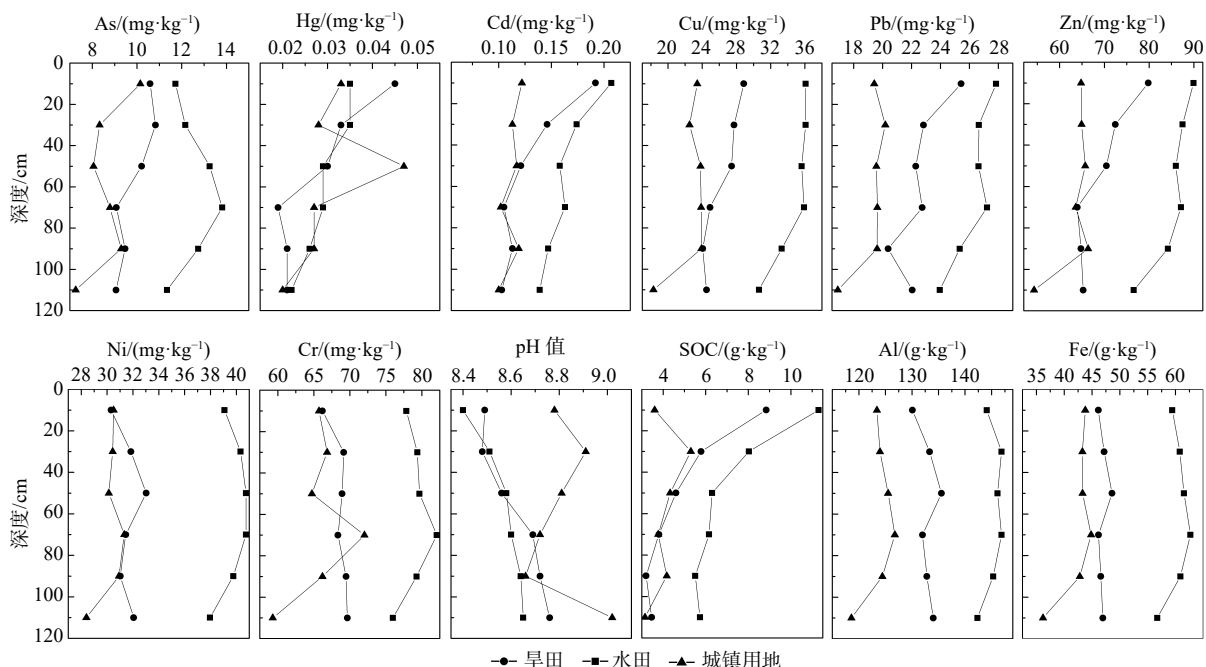 As/(mg·kg⁻¹) Hg/(mg·kg⁻¹) Cd/(mg·kg⁻¹) Cu/(mg·kg⁻¹) Pb/(mg·kg⁻¹) Zn/(mg·kg⁻¹)
8 10 12 14 0.02 0.03 0.04 0.05 0.10 0.15 0.20 20 24 28 32 36 18 20 22 24 26 28 60 70 80 90
0
20
40
60
80
100
120
深度/cm
Ni/(mg·kg⁻¹) Cr/(mg·kg⁻¹) pH 值 SOC/(g·kg⁻¹) Al/(g·kg⁻¹) Fe/(g·kg⁻¹)
28 30 32 34 36 38 40 60 65 70 75 80 8.4 8.6 8.8 9.0 4 6 8 10 120 130 140 35 40 45 50 55 60
0
20
40
60
80
100
120
深度/cm
旱田 水田 城镇用地